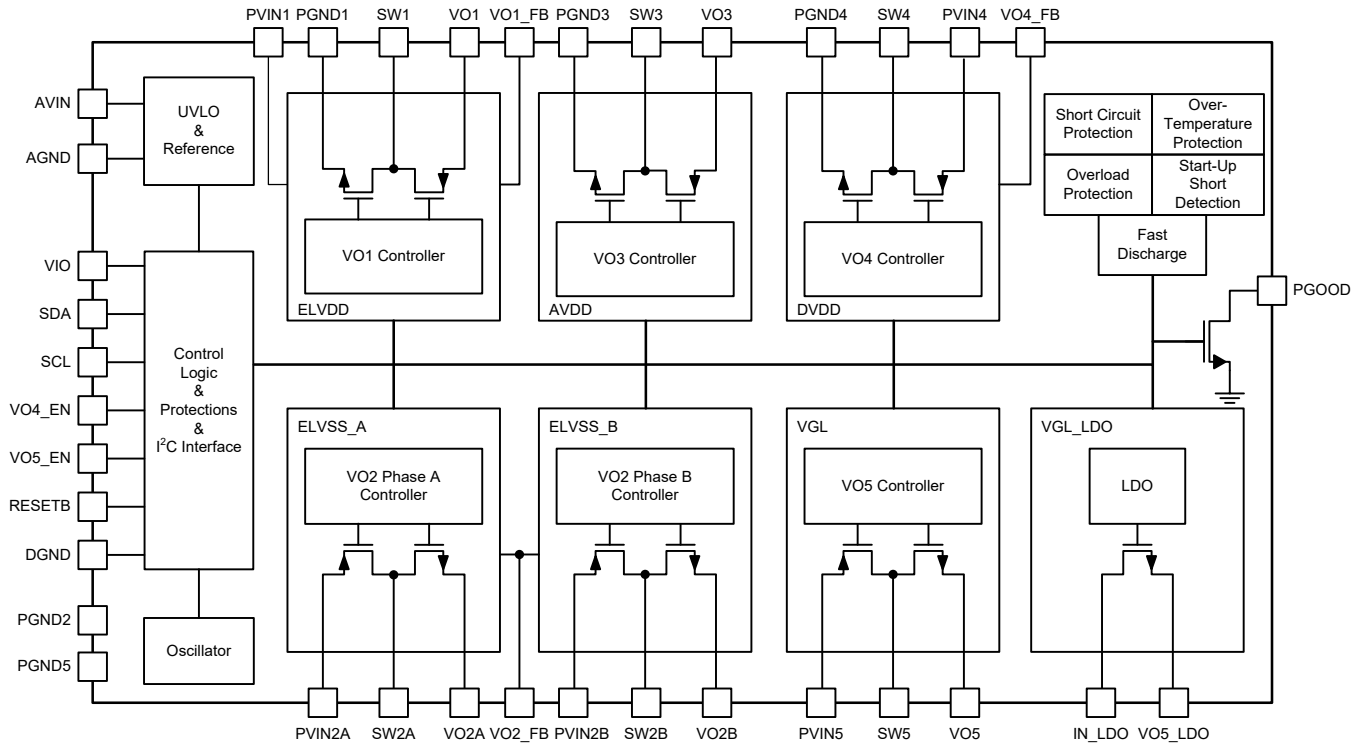 PVIN1 PGND1 SW1 VO1 VO1_FB PGND3 SW3 VO3 PGND4 SW4 PVIN4 VO4_FB
AVIN
AGND
UVLO
&
Reference
VIO
SDA
SCL
VO4_EN
VO5_EN
RESETB
DGND
PGND2
PGND5
Control
Logic
&
Protections
&
I²C Interface
Oscillator
VO1 Controller
ELVDD
VO3 Controller
AVDD
VO4 Controller
DVDD
Short Circuit
Protection
Over-
Temperature
Protection
Overload
Protection
Start-Up
Short
Detection
Fast
Discharge
PGOOD
ELVSS_A
VO2 Phase A
Controller
ELVSS_B
VO2 Phase B
Controller
VGL
VO5 Controller
VGL_LDO
LDO
PVIN2A SW2A VO2A VO2_FB PVIN2B SW2B VO2B PVIN5 SW5 VO5 IN_LDO VO5_LDO